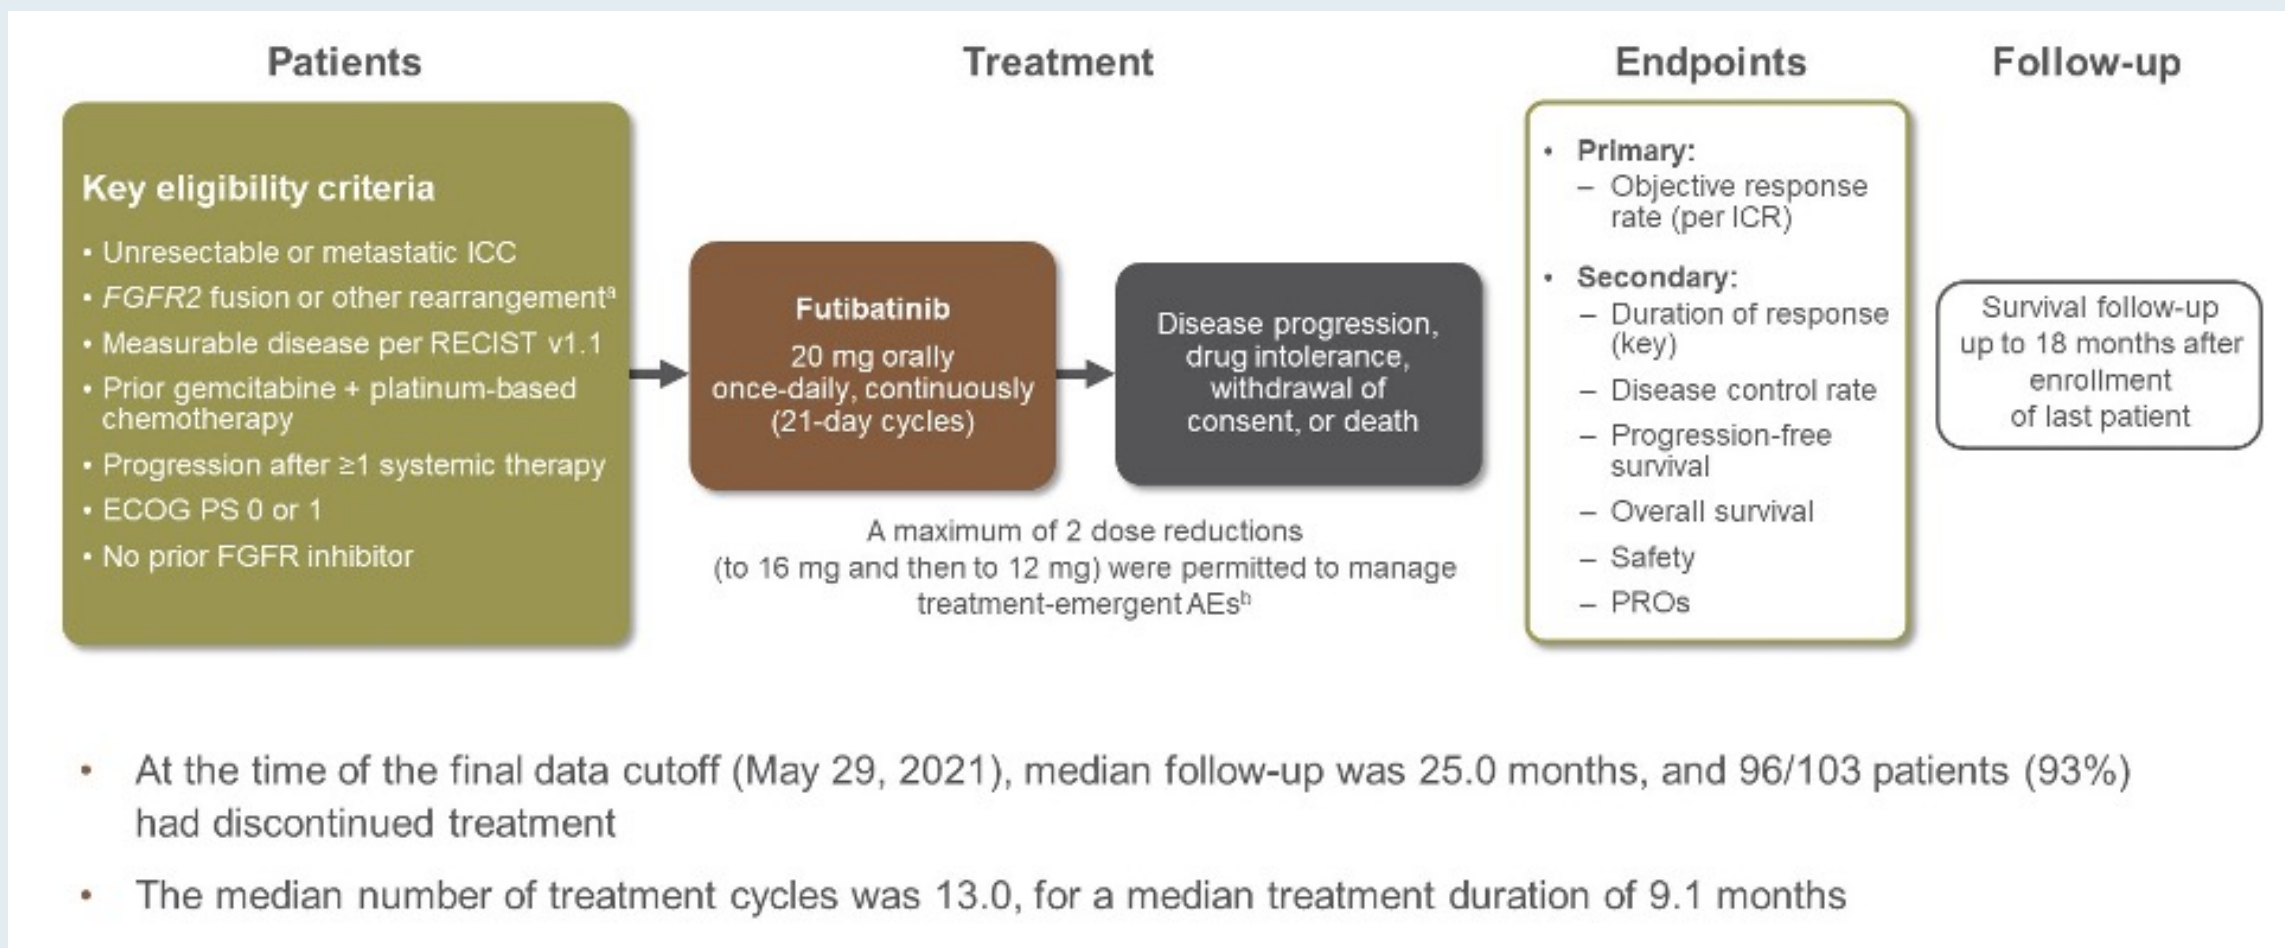 Patients
Treatment
Endpoints
Follow-up
Key eligibility criteria
• Unresectable or metastatic ICC
• FGFR2 fusion or other rearrangementᵃ
• Measurable disease per RECIST v1.1
• Prior gemcitabine + platinum-based
chemotherapy
• Progression after ≥1 systemic therapy
• ECOG PS 0 or 1
• No prior FGFR inhibitor
Futibatinib
20 mg orally
once-daily, continuously
(21-day cycles)
Disease progression,
drug intolerance,
withdrawal of
consent, or death
A maximum of 2 dose reductions
(to 16 mg and then to 12 mg) were permitted to manage
treatment-emergent AEsᵇ
• Primary:
– Objective response
rate (per ICR)
• Secondary:
– Duration of response
(key)
– Disease control rate
– Progression-free
survival
– Overall survival
– Safety
– PROs
Survival follow-up
up to 18 months after
enrollment
of last patient
• At the time of the final data cutoff (May 29, 2021), median follow-up was 25.0 months, and 96/103 patients (93%)
had discontinued treatment
• The median number of treatment cycles was 13.0, for a median treatment duration of 9.1 months